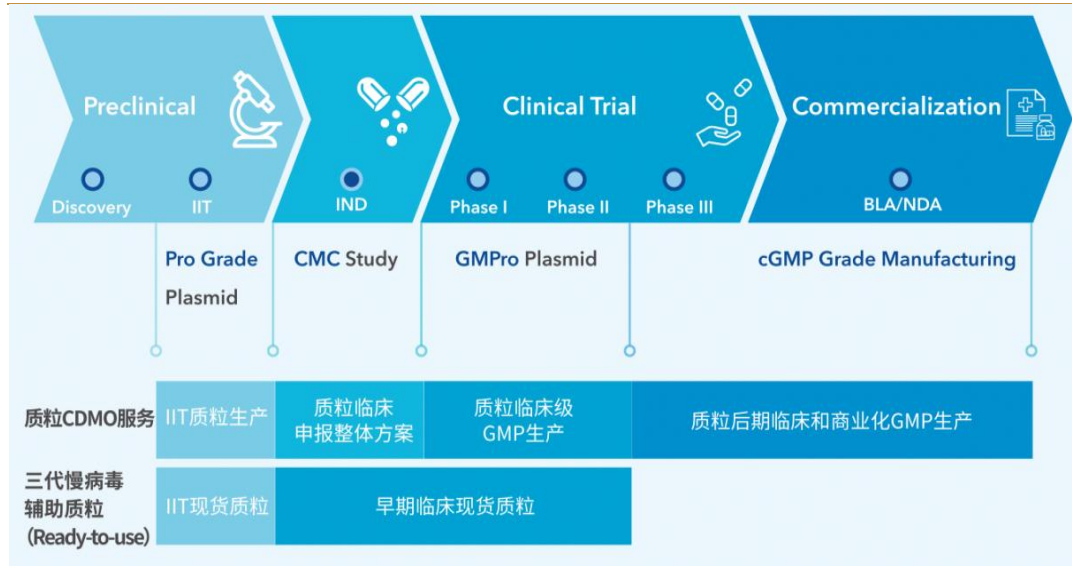 Preclinical
Clinical Trial
Commercialization
Discovery
IIT
IND
Phase I
Phase II
Phase III
BLA/NDA
Pro Grade
Plasmid
CMC Study
GMPro Plasmid
cGMP Grade Manufacturing
质粒CDMO服务
IIT质粒生产
质粒临床
申报整体方案
质粒临床级
GMP生产
质粒后期临床和商业化GMP生产
三代慢病毒
辅助质粒
(Ready-to-use)
IIT现货质粒
早期临床现货质粒